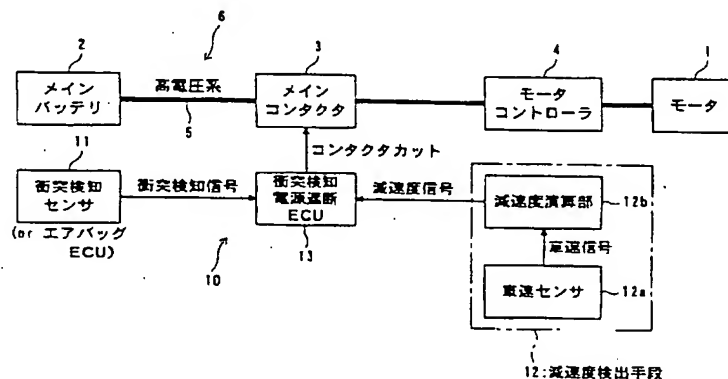 6
2
3
4
1
メイン
バッテリ
高電圧系
5
メイン
コンタクタ
モータ
コントローラ
モータ
11
コンタクタカット
衝突検知
センサ
(or エアバッグ
ECU)
衝突検知信号
衝突検知
電源遮断
ECU
13
減速度信号
減速度演算部
12b
車速信号
車速センサ
12a
10
12:減速度検出手段